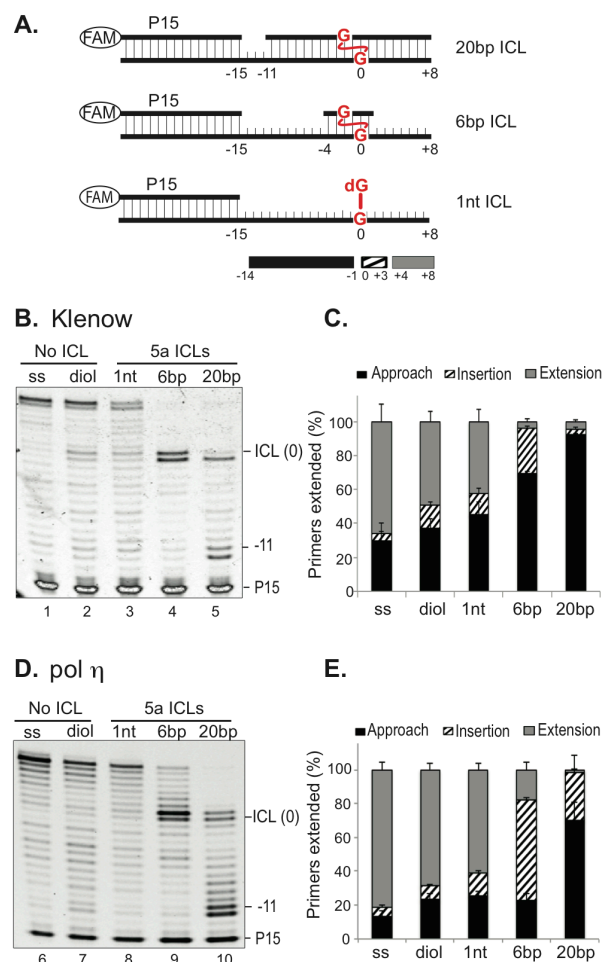 A.
P15
FAM
G
G
20bp ICL
-15 -11 0 +8
P15
FAM
G
G
6bp ICL
-15 -4 0 +8
P15
FAM
dG
G
1nt ICL
-15 0 +8
-14 -1 0 +3 +4 +8
B. Klenow
No ICL 5a ICLs
ss diol 1nt 6bp 20bp
ICL (0)
-11
P15
1 2 3 4 5
C.
Approach Insertion Extension
Primers extended (%)
100
80
60
40
20
0
ss diol 1nt 6bp 20bp
D. pol η
No ICL 5a ICLs
ss diol 1nt 6bp 20bp
ICL (0)
-11
P15
6 7 8 9 10
E.
Approach Insertion Extension
Primers extended (%)
100
80
60
40
20
0
ss diol 1nt 6bp 20bp